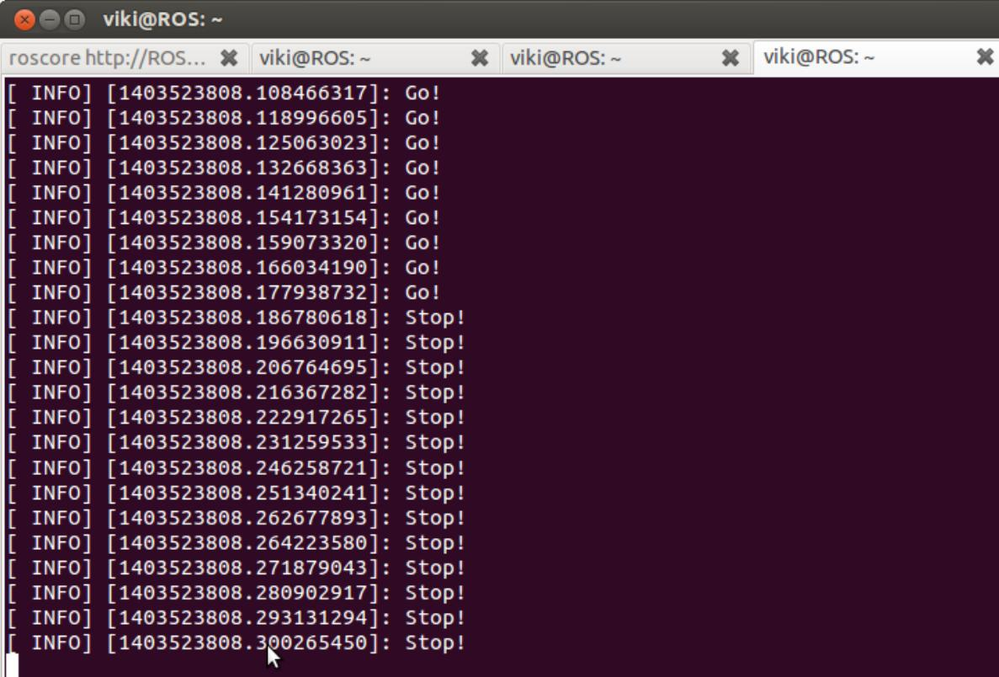 viki@ROS: ~
roscore http://ROS... viki@ROS: ~ viki@ROS: ~ viki@ROS: ~
[ INFO] [1403523808.108466317]: Go!
[ INFO] [1403523808.118996605]: Go!
[ INFO] [1403523808.125063023]: Go!
[ INFO] [1403523808.132668363]: Go!
[ INFO] [1403523808.141280961]: Go!
[ INFO] [1403523808.154173154]: Go!
[ INFO] [1403523808.159073320]: Go!
[ INFO] [1403523808.166034190]: Go!
[ INFO] [1403523808.177938732]: Go!
[ INFO] [1403523808.186780618]: Stop!
[ INFO] [1403523808.196630911]: Stop!
[ INFO] [1403523808.206764695]: Stop!
[ INFO] [1403523808.216367282]: Stop!
[ INFO] [1403523808.222917265]: Stop!
[ INFO] [1403523808.231259533]: Stop!
[ INFO] [1403523808.246258721]: Stop!
[ INFO] [1403523808.251340241]: Stop!
[ INFO] [1403523808.262677893]: Stop!
[ INFO] [1403523808.264223580]: Stop!
[ INFO] [1403523808.271879043]: Stop!
[ INFO] [1403523808.280902917]: Stop!
[ INFO] [1403523808.293131294]: Stop!
[ INFO] [1403523808.300265450]: Stop!